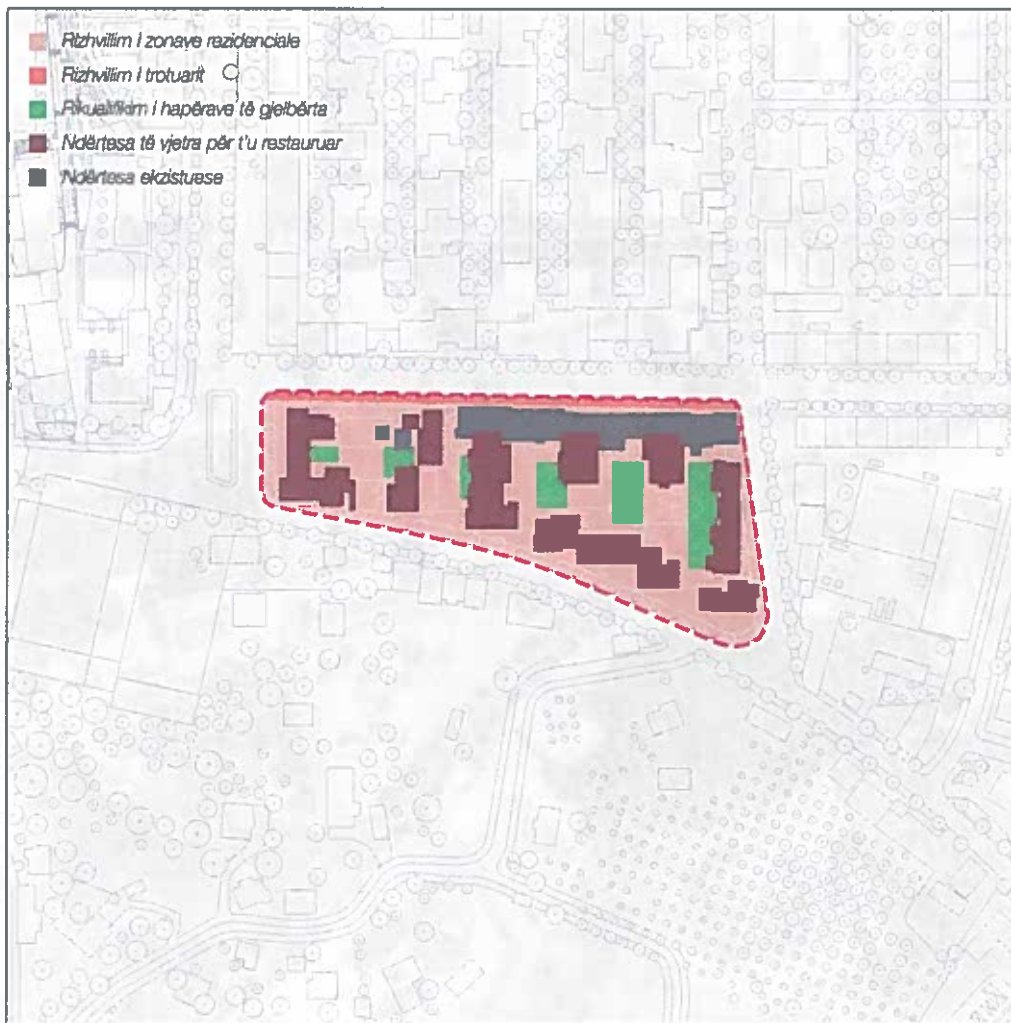 Rizhvillim i zonave rezidenciale
Rizhvillim i trotuarit
Rikualifikim i hapërave të gjelbërta
Ndërtesa të vjetra për t'u restauruar
Ndërtesa ekzistuese